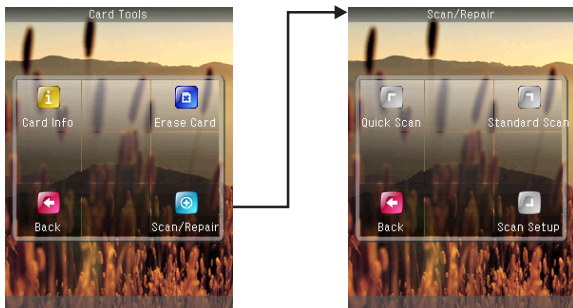 Card Tools
Card Info
Erase Card
Back
Scan/Repair
Scan/Repair
Quick Scan
Standard Scan
Back
Scan Setup